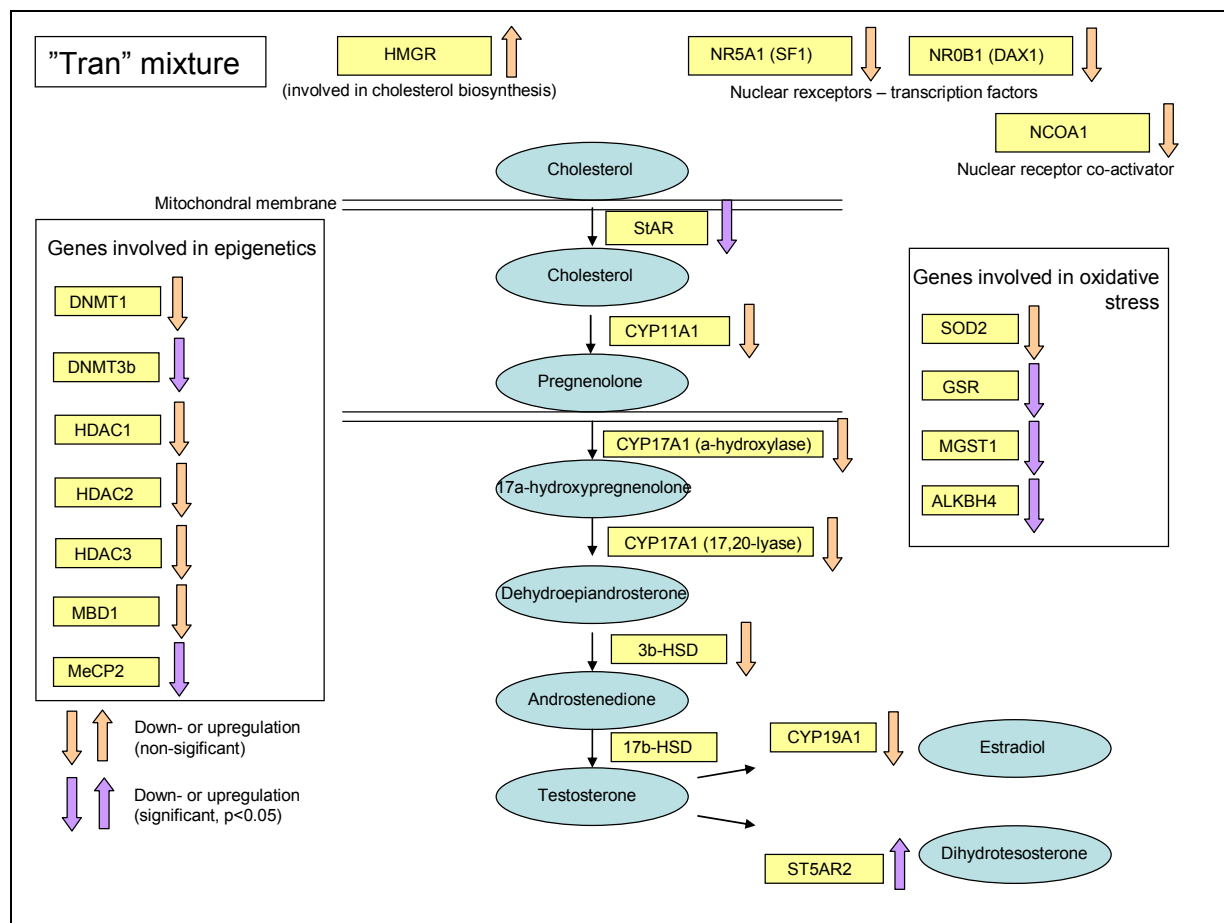 ”Tran” mixture
HMGR
(involved in cholesterol biosynthesis)
NR5A1 (SF1)
NR0B1 (DAX1)
Nuclear rexceptors – transcription factors
NCOA1
Nuclear receptor co-activator
Cholesterol
Mitochondral membrane
StAR
Cholesterol
CYP11A1
Pregnenolone
CYP17A1 (a-hydroxylase)
17a-hydroxypregnenolone
CYP17A1 (17,20-lyase)
Dehydroepiandrosterone
3b-HSD
Androstenedione
17b-HSD
Testosterone
CYP19A1
Estradiol
ST5AR2
Dihydrotesosterone
Genes involved in epigenetics
DNMT1
DNMT3b
HDAC1
HDAC2
HDAC3
MBD1
MeCP2
Genes involved in oxidative
stress
SOD2
GSR
MGST1
ALKBH4
Down- or upregulation
(non-sigificant)
Down- or upregulation
(significant, p<0.05)